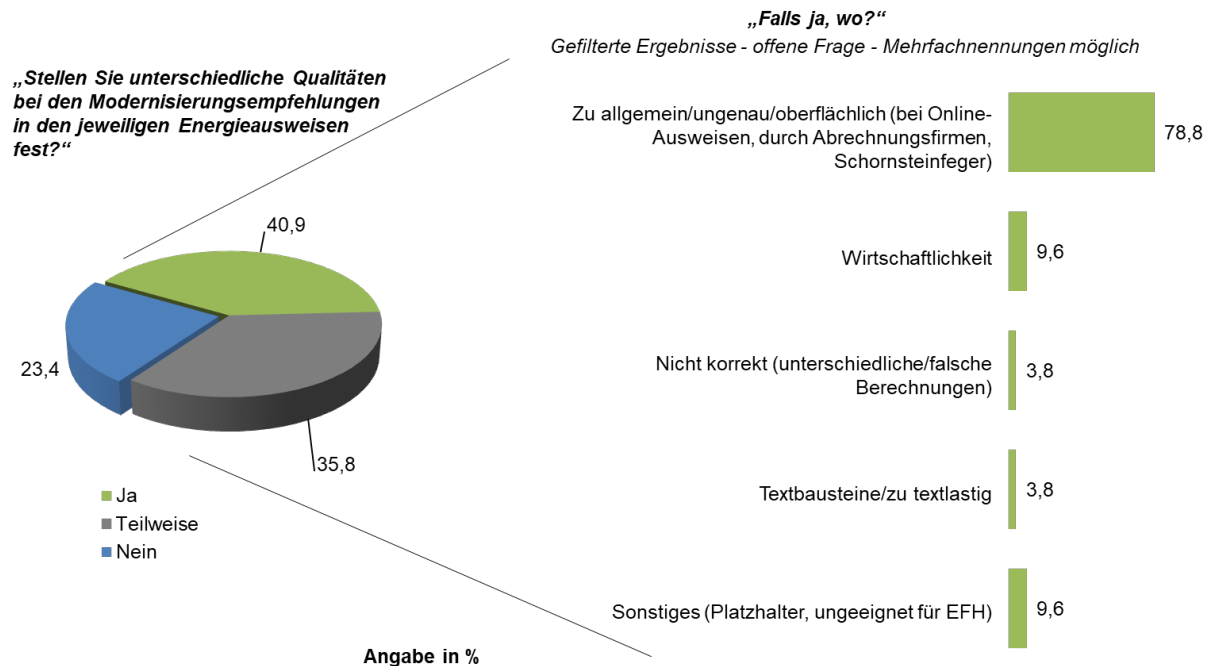 „Stellen Sie unterschiedliche Qualitäten
bei den Modernisierungsempfehlungen
in den jeweiligen Energieausweisen
fest?“
40,9
23,4
35,8
Ja
Teilweise
Nein
„Falls ja, wo?“
Gefilterte Ergebnisse - offene Frage - Mehrfachnennungen möglich
Zu allgemein/ungenau/oberflächlich (bei Online-
Ausweisen, durch Abrechnungsfirmen,
Schornsteinfeger)
78,8
Wirtschaftlichkeit
9,6
Nicht korrekt (unterschiedliche/falsche
Berechnungen)
3,8
Textbausteine/zu textlastig
3,8
Sonstiges (Platzhalter, ungeeignet für EFH)
9,6
Angabe in %